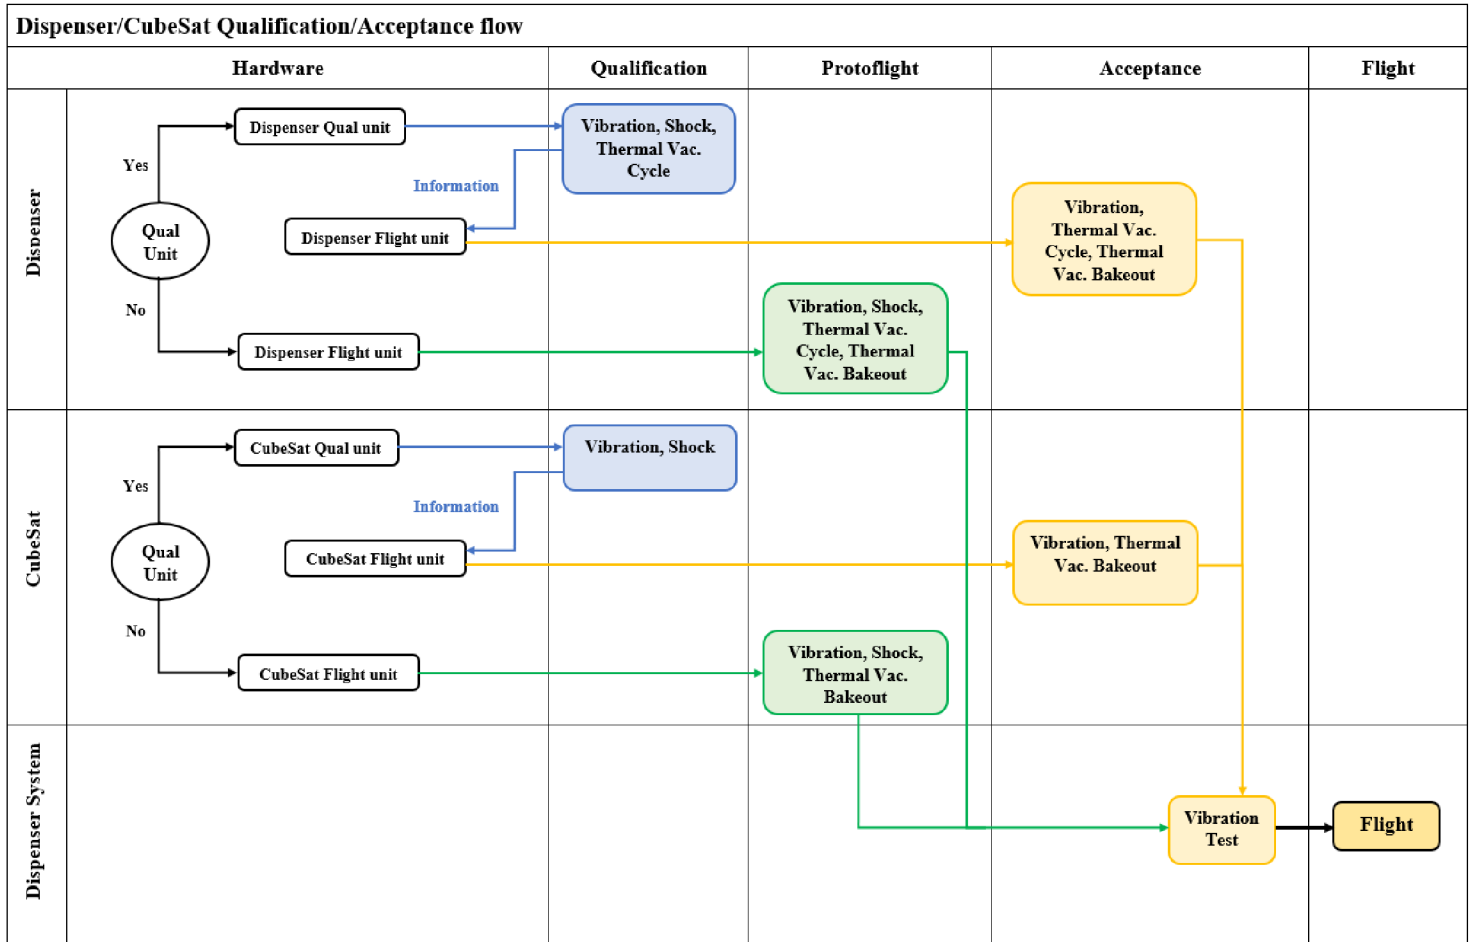 Dispenser/CubeSat Qualification/Acceptance flow
Hardware
Qualification
Protoflight
Acceptance
Flight
Dispenser
Qual
Unit
Yes
No
Dispenser Qual unit
Information
Dispenser Flight unit
Dispenser Flight unit
Vibration, Shock,
Thermal Vac.
Cycle
Vibration, Shock,
Thermal Vac.
Cycle, Thermal
Vac. Bakeout
Vibration,
Thermal Vac.
Cycle, Thermal
Vac. Bakeout
CubeSat
Qual
Unit
Yes
No
CubeSat Qual unit
Information
CubeSat Flight unit
CubeSat Flight unit
Vibration, Shock
Vibration, Shock,
Thermal Vac.
Bakeout
Vibration, Thermal
Vac. Bakeout
Dispenser System
Vibration
Test
Flight